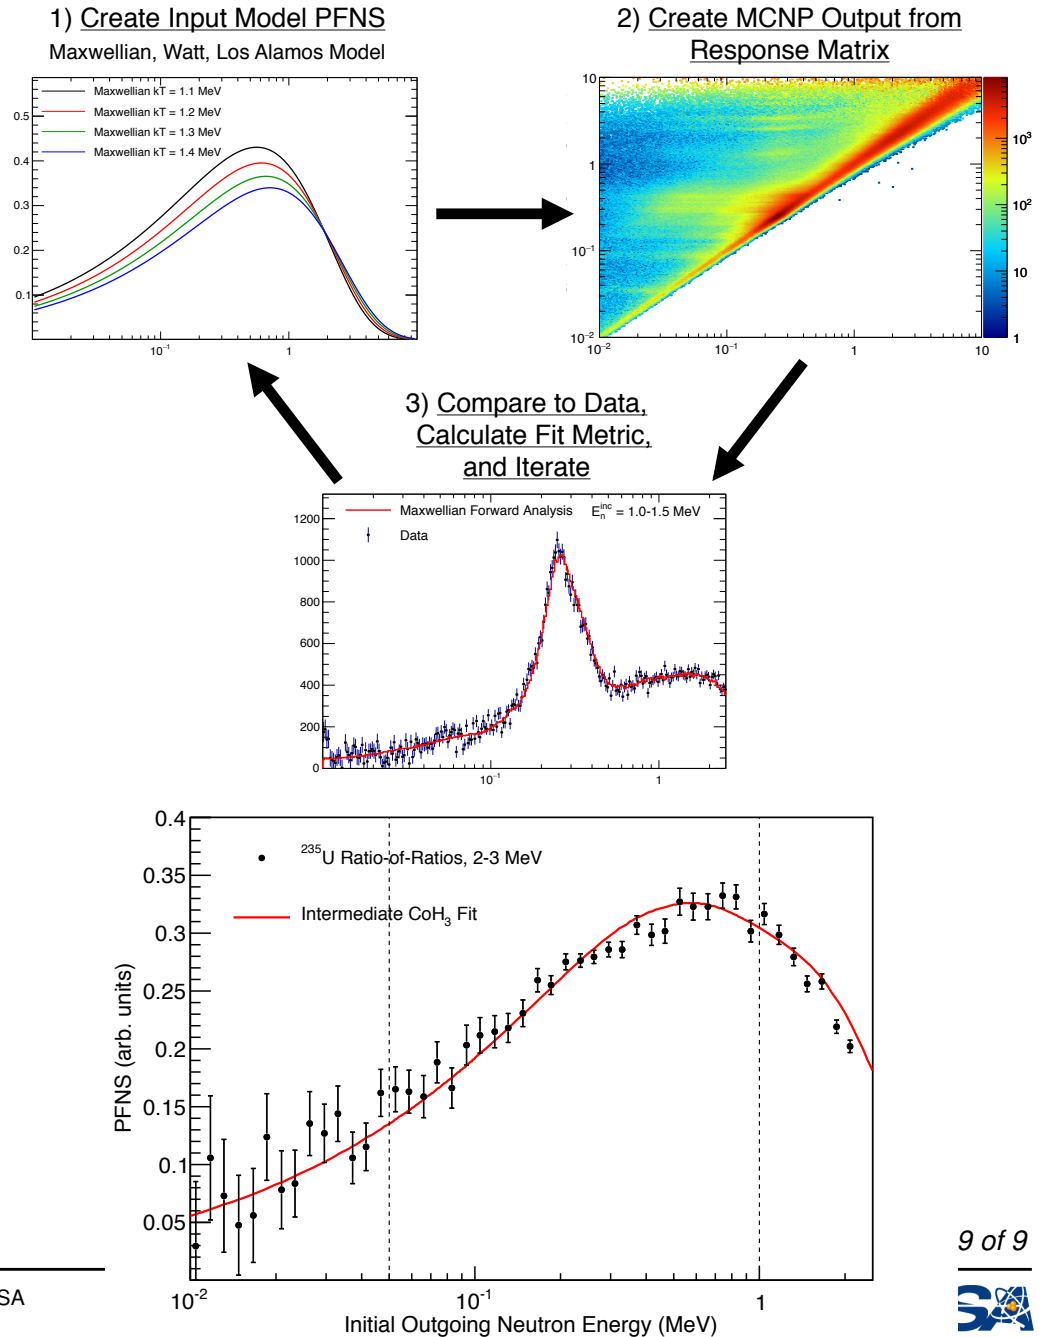 1) Create Input Model PFNS
Maxwellian, Watt, Los Alamos Model
Maxwellian kT = 1.1 MeV
Maxwellian kT = 1.2 MeV
Maxwellian kT = 1.3 MeV
Maxwellian kT = 1.4 MeV
0.5
0.4
0.3
0.2
0.1
10⁻¹
1
2) Create MCNP Output from
Response Matrix
10
1
10⁻¹
10⁻²
10⁻²
10⁻¹
1
10
10³
10²
10
1
3) Compare to Data,
Calculate Fit Metric,
and Iterate
Maxwellian Forward Analysis
E_n^inc = 1.0-1.5 MeV
Data
1200
1000
800
600
400
200
0
10⁻¹
1
²³⁵U Ratio-of-Ratios, 2-3 MeV
Intermediate CoH₃ Fit
PFNS (arb. units)
0.4
0.35
0.3
0.25
0.2
0.15
0.1
0.05
10⁻²
10⁻¹
1
Initial Outgoing Neutron Energy (MeV)
9 of 9
SA
SA